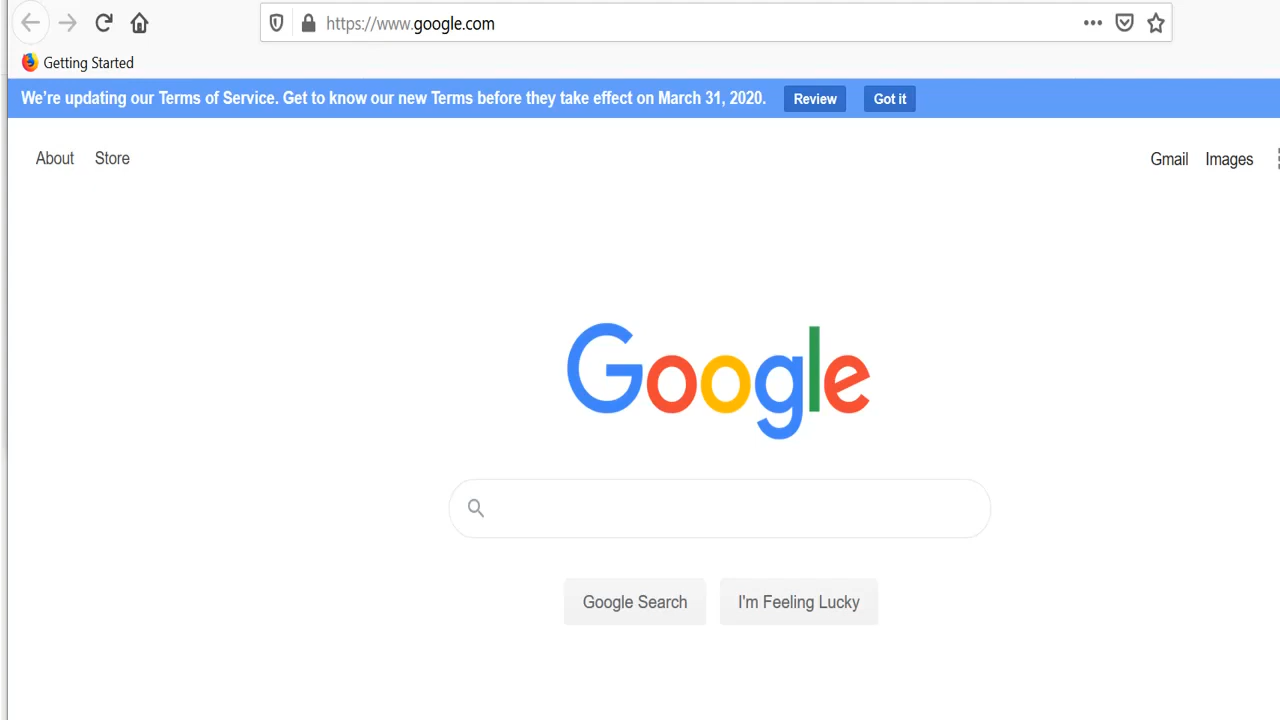 https://www.google.com
Getting Started
We're updating our Terms of Service. Get to know our new Terms before they take effect on March 31, 2020. Review Got it
About Store Gmail Images
Google
Google Search I'm Feeling Lucky